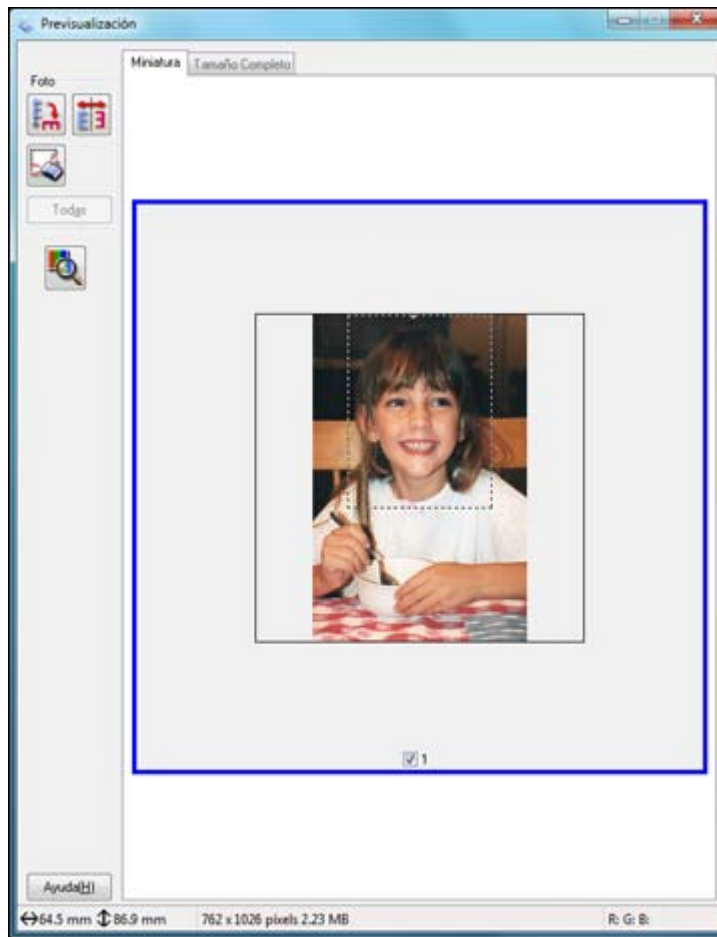 Previsualización
Miniatura
Tamaño Completo
Foto
Todas
1
Ayuda(H)
64.5 mm
86.9 mm
762 x 1026 pixels 2.23 MB
R: G: B: